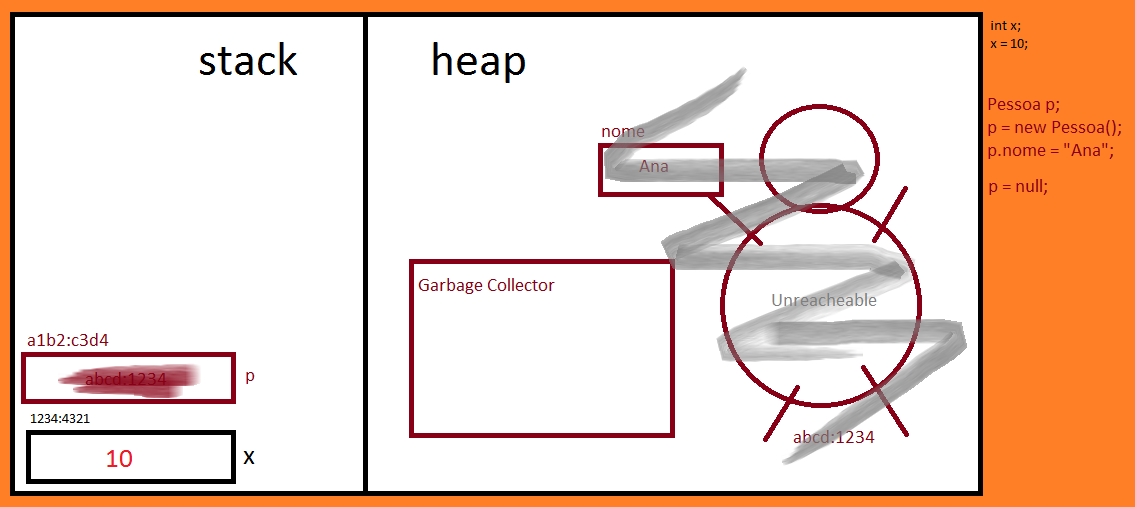 stack
heap
int x;
x = 10;
Pessoa p;
p = new Pessoa();
p.nome = "Ana";
p = null;
nome
Ana
Garbage Collector
Unreacheable
a1b2:c3d4
abcd:1234
p
1234:4321
10
x
abcd:1234